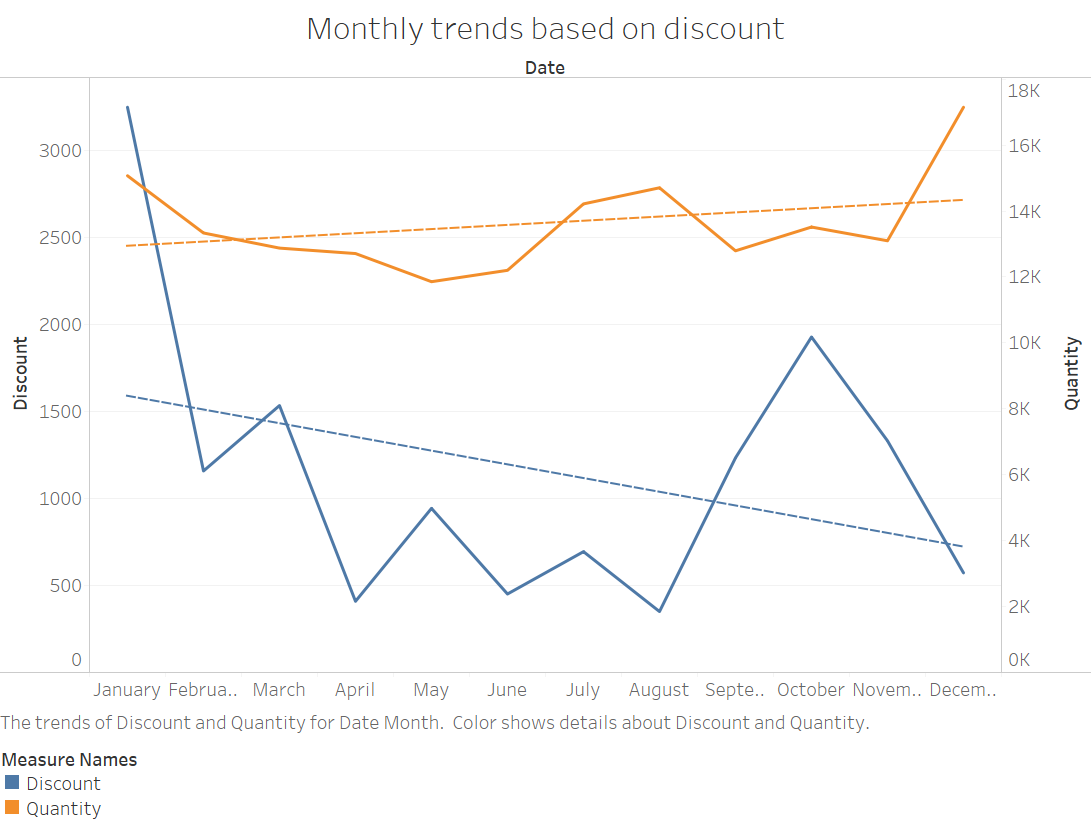 Monthly trends based on discount
Date
Discount
3000
2500
2000
1500
1000
500
0
18K
16K
14K
12K
10K
8K
6K
4K
2K
0K
Quantity
January Februa.. March April May June July August Septe.. October Novem.. Decem..
The trends of Discount and Quantity for Date Month. Color shows details about Discount and Quantity.
Measure Names
Discount
Quantity